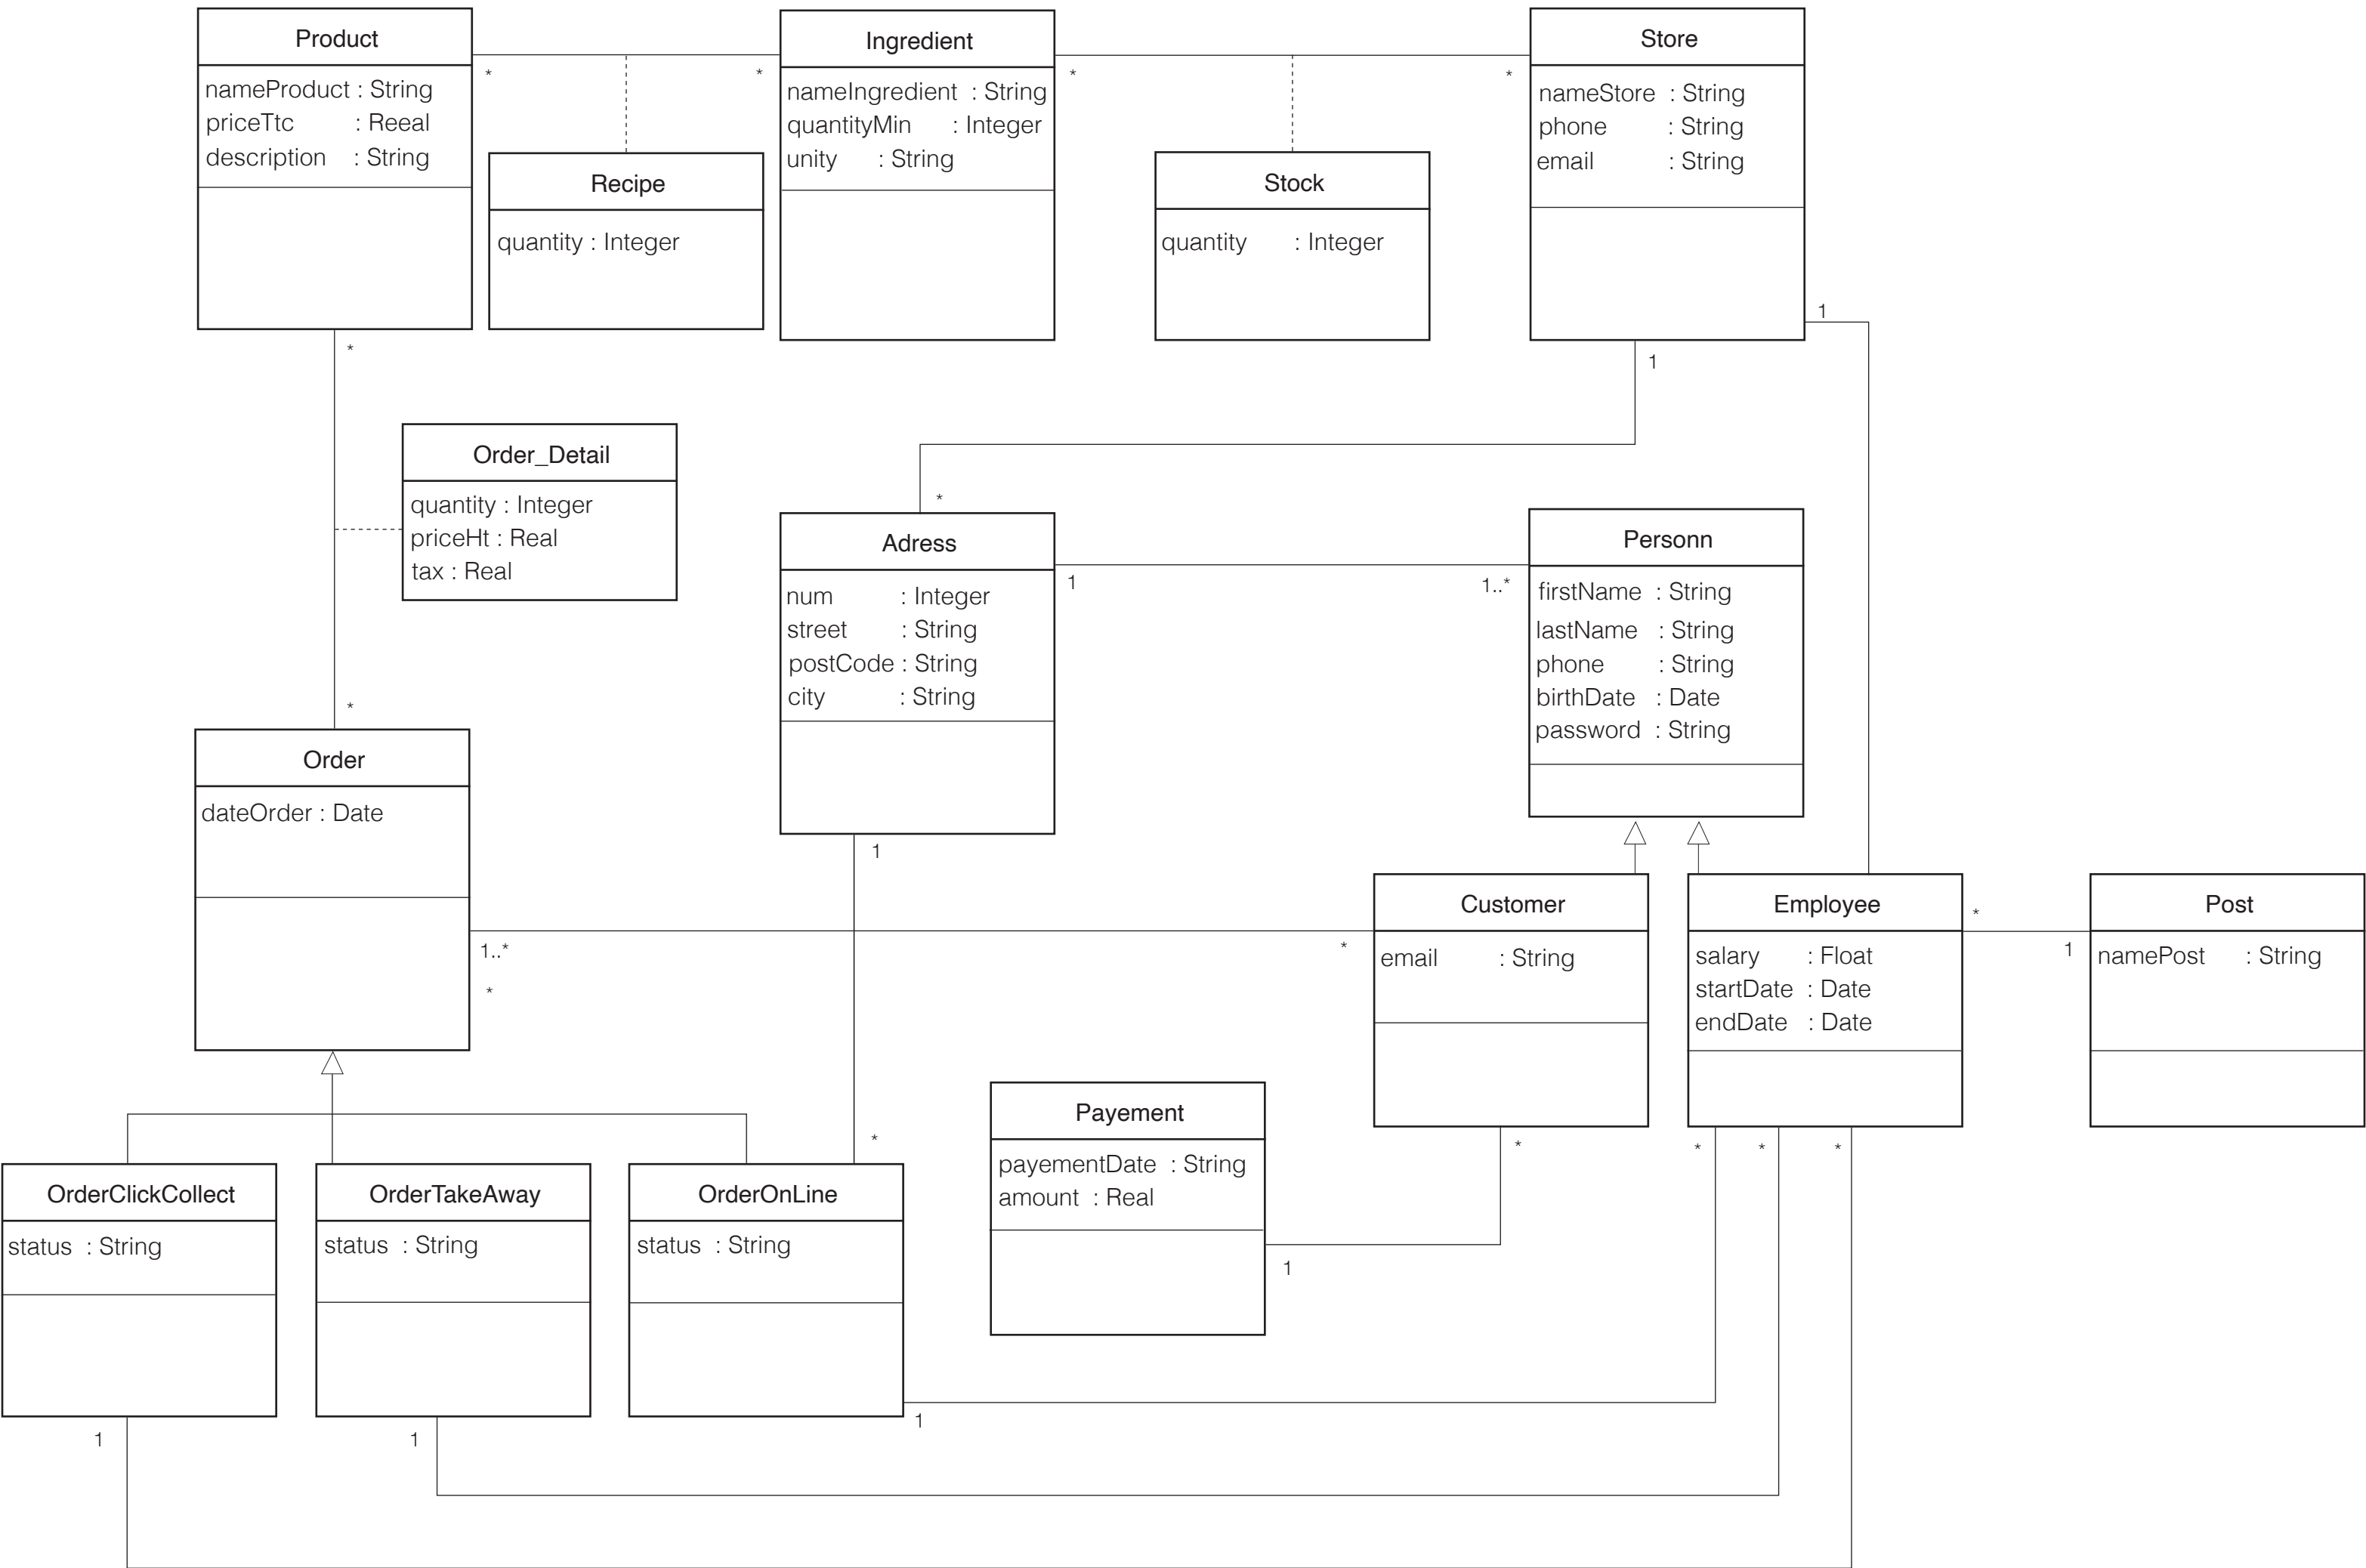 Product
nameProduct : String
priceTtc : Reeal
description : String
*
*
Recipe
quantity : Integer
Ingredient
nameIngredient : String
quantityMin : Integer
unity : String
*
*
Stock
quantity : Integer
Store
nameStore : String
phone : String
email : String
1
1
*
Order_Detail
quantity : Integer
priceHt : Real
tax : Real
*
*
Adress
num : Integer
street : String
postCode : String
city : String
1
1..*
Personn
firstName : String
lastName : String
phone : String
birthDate : Date
password : String
Order
dateOrder : Date
1
1..*
*
*
Customer
email : String
Employee
salary : Float
startDate : Date
endDate : Date
*
1
Post
namePost : String
Payement
payementDate : String
amount : Real
1
*
*
*
*
*
OrderClickCollect
status : String
OrderTakeAway
status : String
OrderOnLine
status : String
1
1
1